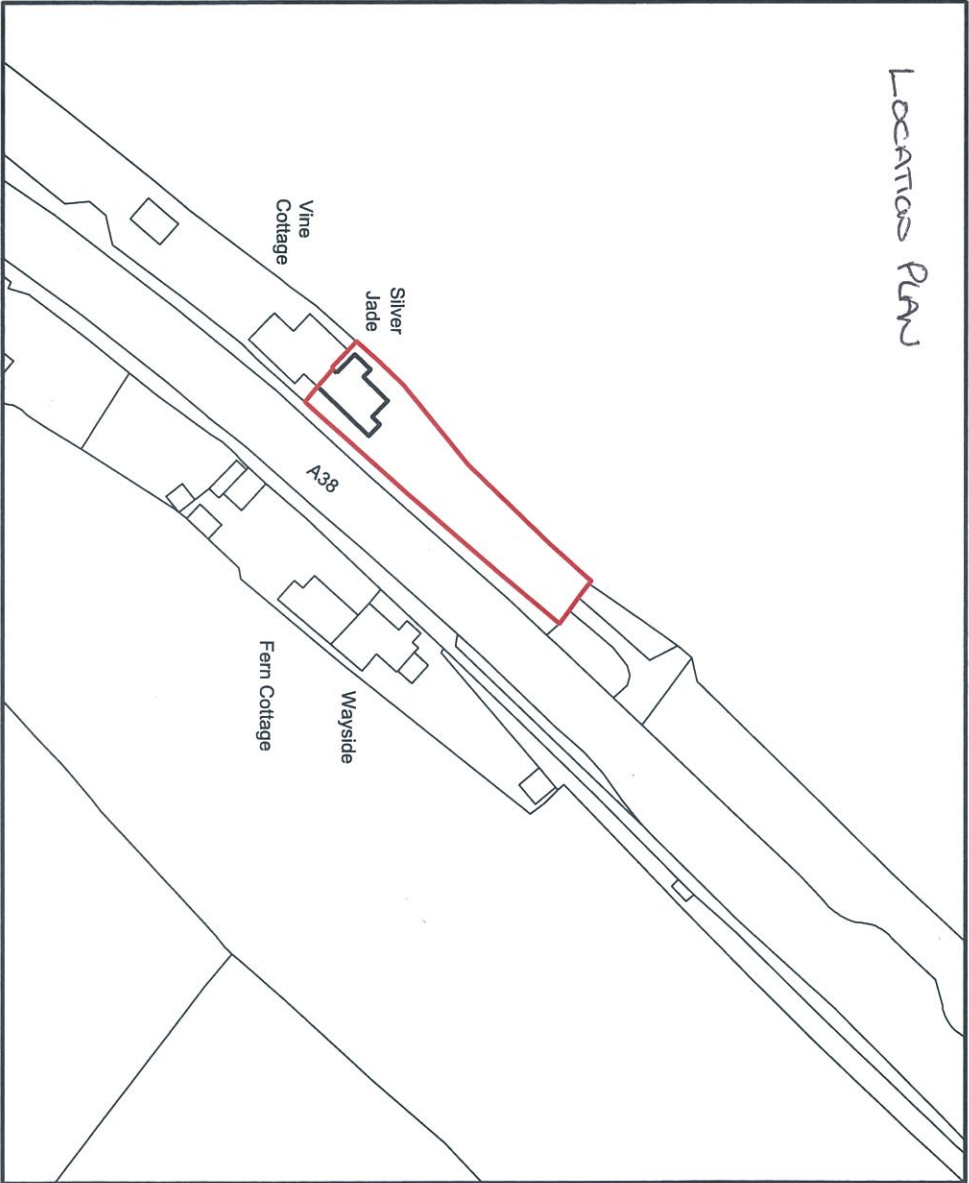 LOCATION PLAN
Silver
Jade
Vine
Cottage
A38
Wayside
Fern Cottage